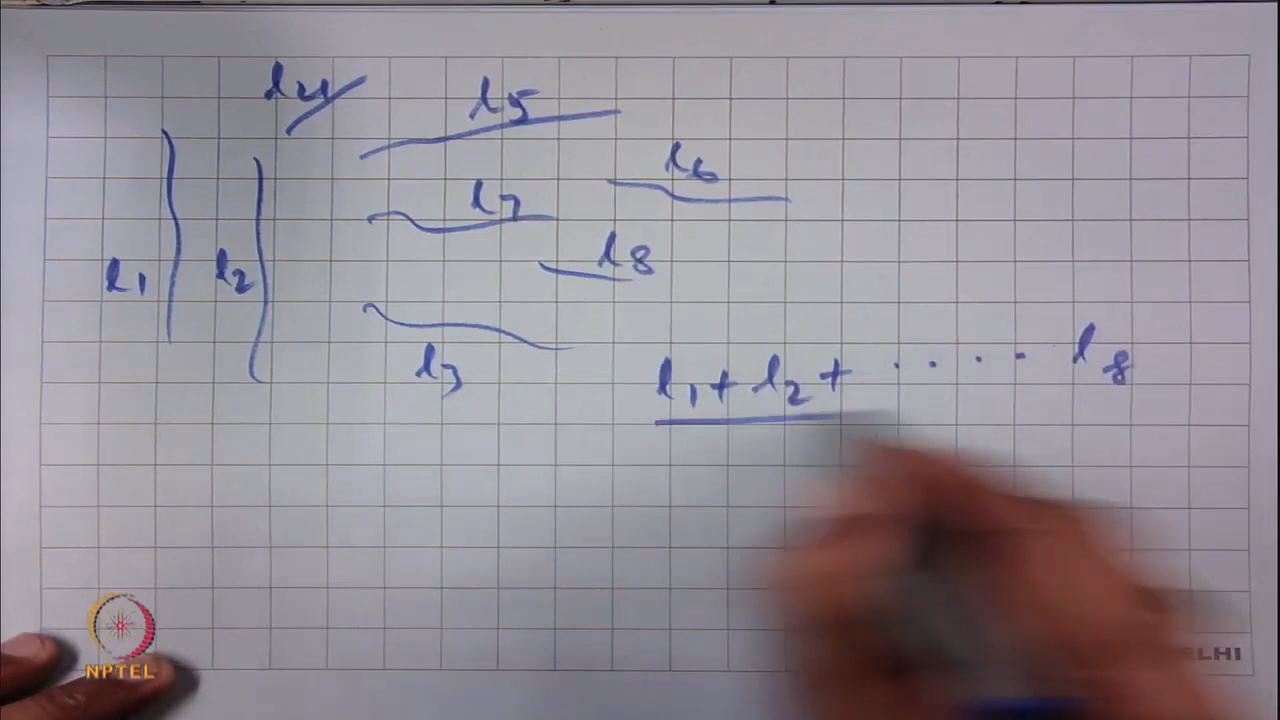 l4
l5
l6
l7
l8
l1
l2
l3
l1 + l2 + ..... l8
NPTEL